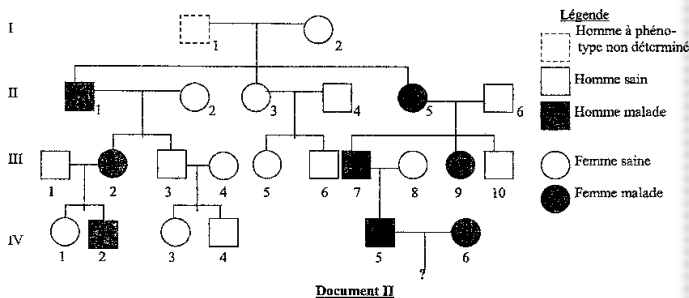 I
1
2
II
1
2
3
4
5
6
III
1
2
3
4
5
6
7
8
9
10
IV
1
2
3
4
5
6
?
Légende
Homme à phéno-
type non déterminé
Homme sain
Homme malade
Femme saine
Femme malade
Document II